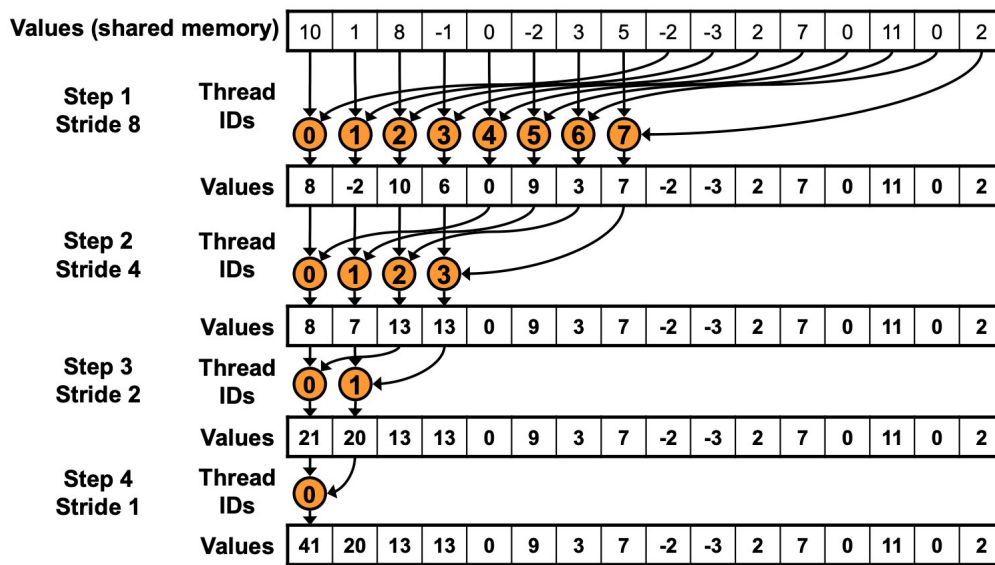 Values (shared memory) 10 1 8 -1 0 -2 3 5 -2 -3 2 7 0 11 0 2
Step 1 Thread
Stride 8 IDs
0 1 2 3 4 5 6 7
Values 8 -2 10 6 0 9 3 7 -2 -3 2 7 0 11 0 2
Step 2 Thread
Stride 4 IDs
0 1 2 3
Values 8 7 13 13 0 9 3 7 -2 -3 2 7 0 11 0 2
Step 3 Thread
Stride 2 IDs
0 1
Values 21 20 13 13 0 9 3 7 -2 -3 2 7 0 11 0 2
Step 4 Thread
Stride 1 IDs
0
Values 41 20 13 13 0 9 3 7 -2 -3 2 7 0 11 0 2